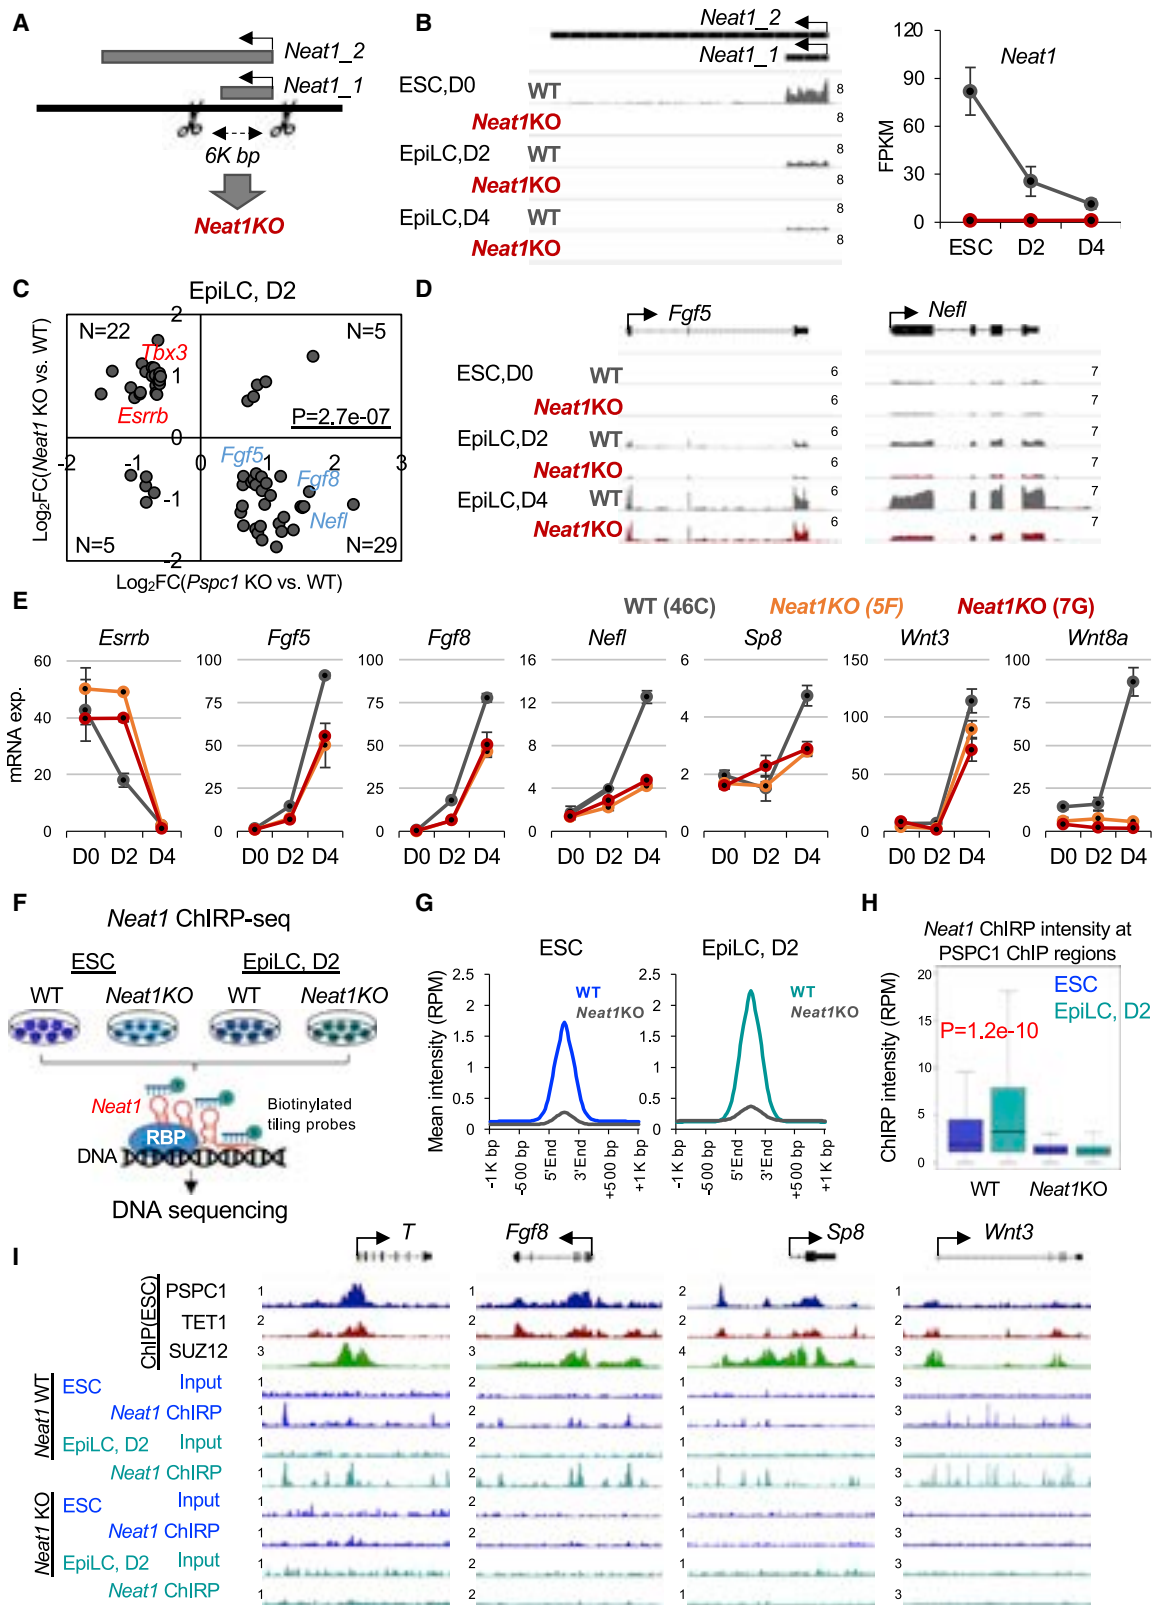 A
Neat1_2
Neat1_1
6K bp
Neat1KO
B
Neat1_2
Neat1_1
ESC,D0 WT 8
Neat1KO 8
EpiLC,D2 WT 8
Neat1KO 8
EpiLC,D4 WT 8
Neat1KO 8
Neat1
FPKM
120
90
60
30
0
ESC D2 D4
C
EpiLC, D2
Log2FC(Neat1 KO vs. WT)
2
N=22 N=5
Tbx3
1
Esrrb
P=2.7e-07
0
-2 -1 0 1 2 3
Fgf5
Fgf8
-1
Nefl
N=5 N=29
-2
Log2FC(Pspc1 KO vs. WT)
D
Fgf5 Nefl
ESC,D0 WT 6 7
Neat1KO 6 7
EpiLC,D2 WT 6 7
Neat1KO 6 7
EpiLC,D4 WT 6 7
Neat1KO 6 7
E
WT (46C) Neat1KO (5F) Neat1KO (7G)
Esrrb Fgf5 Fgf8 Nefl Sp8 Wnt3 Wnt8a
mRNA exp.
60 100 100 16 6 150 100
75 75 12 75
40 4 100
50 50 8 50
20 2 50
25 25 4 25
0 0 0 0 0 0 0
D0 D2 D4 D0 D2 D4 D0 D2 D4 D0 D2 D4 D0 D2 D4 D0 D2 D4 D0 D2 D4
F
Neat1 ChIRP-seq
ESC EpiLC, D2
WT Neat1KO WT Neat1KO
Neat1
Biotinylated
tiling probes
RBP
DNA
DNA sequencing
G
ESC EpiLC, D2
Mean intensity (RPM)
2.5 2.5
2 2
1.5 1.5
1 1
0.5 0.5
0 0
WT WT
Neat1KO Neat1KO
-1K bp -500 bp 5'End 3'End +500 bp +1K bp
-1K bp -500 bp 5'End 3'End +500 bp +1K bp
H
Neat1 ChIRP intensity at
PSPC1 ChIP regions
ChIRP intensity (RPM)
20
15
10
5
0
ESC
EpiLC, D2
P=1.2e-10
WT Neat1KO
I
T Fgf8 Sp8 Wnt3
ChIP(ESC)
PSPC1 1 1 2 1
TET1 2 2 2 2
SUZ12 3 3 4 3
Neat1 WT
ESC Input 1 2 1 3
Neat1 ChIRP 1 2 1 3
EpiLC, D2 Input 1 2 1 3
Neat1 ChIRP 1 2 1 3
Neat1 KO
ESC Input 1 2 1 3
Neat1 ChIRP 1 2 1 3
EpiLC, D2 Input 1 2 1 3
Neat1 ChIRP 1 2 1 3